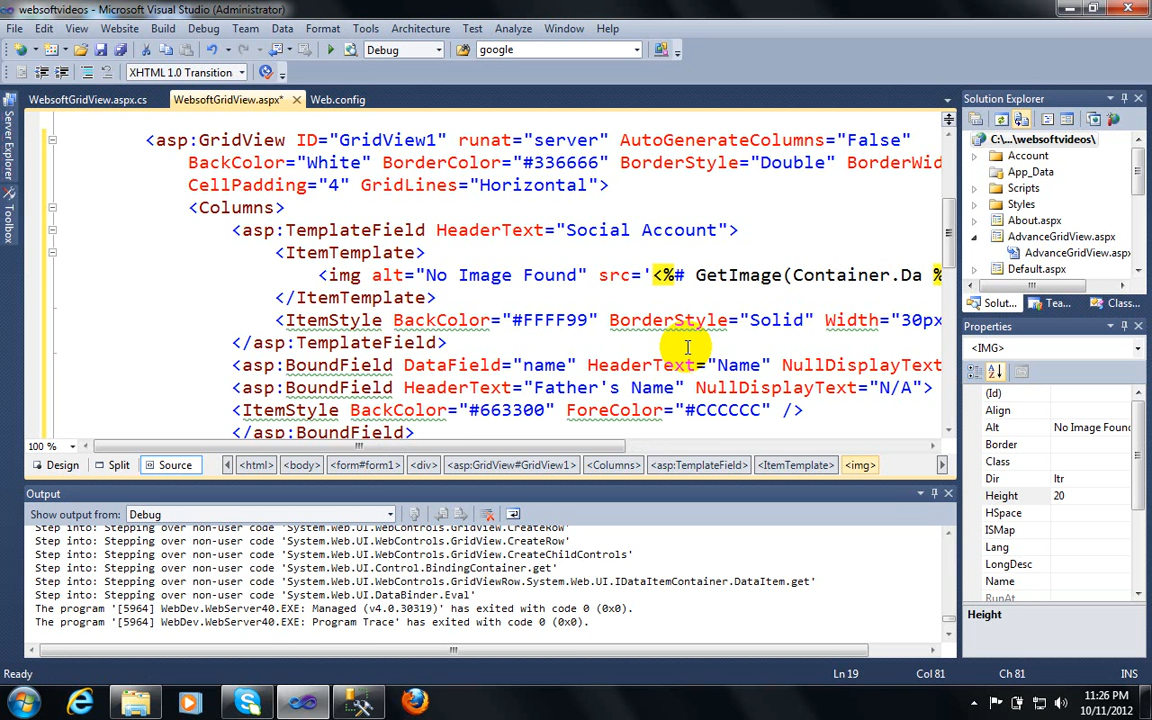 websoftvideos - Microsoft Visual Studio (Administrator)
File Edit View Website Build Debug Team Data Format Tools Architecture Test Analyze Window Help
Debug google
XHTML 1.0 Transition
WebsoftGridView.aspx.cs WebsoftGridView.aspx* Web.config
Server Explorer
Toolbox
<asp:GridView ID="GridView1" runat="server" AutoGenerateColumns="False"
BackColor="White" BorderColor="#336666" BorderStyle="Double" BorderWid
CellPadding="4" GridLines="Horizontal">
<Columns>
<asp:TemplateField HeaderText="Social Account">
<ItemTemplate>
<img alt="No Image Found" src='<%# GetImage(Container.Da %
</ItemTemplate>
<ItemStyle BackColor="#FFFF99" BorderStyle="Solid" Width="30px
</asp:TemplateField>
<asp:BoundField DataField="name" HeaderText="Name" NullDisplayText
<asp:BoundField HeaderText="Father's Name" NullDisplayText="N/A">
<ItemStyle BackColor="#663300" ForeColor="#CCCCCC" />
</asp:BoundField>
100 %
Design Split Source <html> <body> <form#form1> <div> <asp:GridView#GridView1> <Columns> <asp:TemplateField> <ItemTemplate> <img>
Output
Show output from: Debug
Step into: Stepping over non-user code 'System.Web.UI.WebControls.GridView.CreateRow'
Step into: Stepping over non-user code 'System.Web.UI.WebControls.GridView.CreateRow'
Step into: Stepping over non-user code 'System.Web.UI.WebControls.GridView.CreateChildControls'
Step into: Stepping over non-user code 'System.Web.UI.Control.BindingContainer.get'
Step into: Stepping over non-user code 'System.Web.UI.WebControls.GridViewRow.System.Web.UI.IDataItemContainer.DataItem.get'
Step into: Stepping over non-user code 'System.Web.UI.DataBinder.Eval'
The program '[5964] WebDev.WebServer40.EXE: Managed (v4.0.30319)' has exited with code 0 (0x0).
The program '[5964] WebDev.WebServer40.EXE: Program Trace' has exited with code 0 (0x0).
Solution Explorer
C:\...\websoftvideos\
Account
App_Data
Scripts
Styles
About.aspx
AdvanceGridView.aspx
AdvanceGridView.aspx
Default.aspx
Solut... Tea... Class...
Properties
<IMG>
(Id)
Align
Alt No Image Found
Border
Class
Dir ltr
Height 20
HSpace
ISMap
Lang
LongDesc
Name
RunAt
Height
Ready Ln 19 Col 81 Ch 81 INS
11:26 PM
10/11/2012